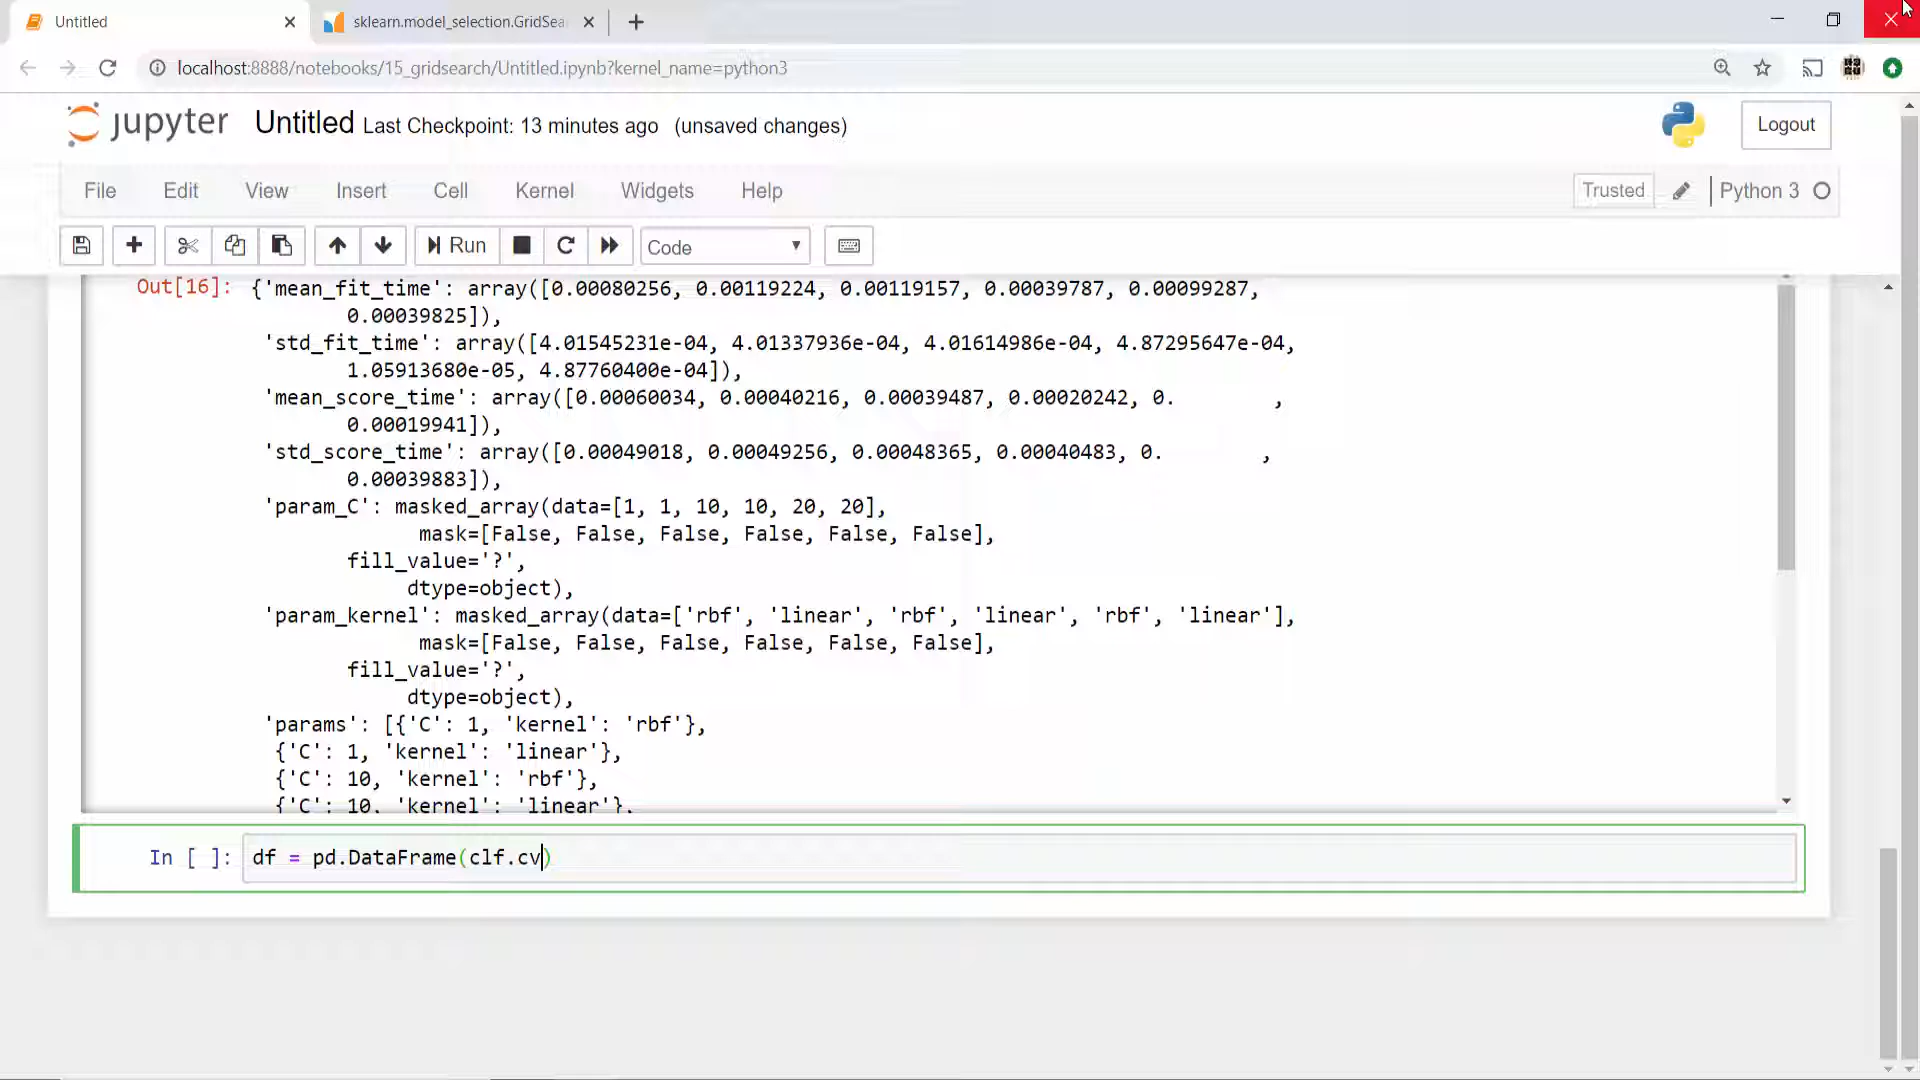 Untitled
sklearn.model_selection.GridSea
localhost:8888/notebooks/15_gridsearch/Untitled.ipynb?kernel_name=python3
jupyter Untitled Last Checkpoint: 13 minutes ago (unsaved changes)
Logout
File Edit View Insert Cell Kernel Widgets Help
Trusted
Python 3
Run
Code
Out[16]: {'mean_fit_time': array([0.00080256, 0.00119224, 0.00119157, 0.00039787, 0.00099287,
0.00039825]),
'std_fit_time': array([4.01545231e-04, 4.01337936e-04, 4.01614986e-04, 4.87295647e-04,
1.05913680e-05, 4.87760400e-04]),
'mean_score_time': array([0.00060034, 0.00040216, 0.00039487, 0.00020242, 0.        ,
0.00019941]),
'std_score_time': array([0.00049018, 0.00049256, 0.00048365, 0.00040483, 0.        ,
0.00039883]),
'param_C': masked_array(data=[1, 1, 10, 10, 20, 20],
mask=[False, False, False, False, False, False],
fill_value='?',
dtype=object),
'param_kernel': masked_array(data=['rbf', 'linear', 'rbf', 'linear', 'rbf', 'linear'],
mask=[False, False, False, False, False, False],
fill_value='?',
dtype=object),
'params': [{'C': 1, 'kernel': 'rbf'},
{'C': 1, 'kernel': 'linear'},
{'C': 10, 'kernel': 'rbf'},
{'C': 10, 'kernel': 'linear'},
In [ ]: df = pd.DataFrame(clf.cv)